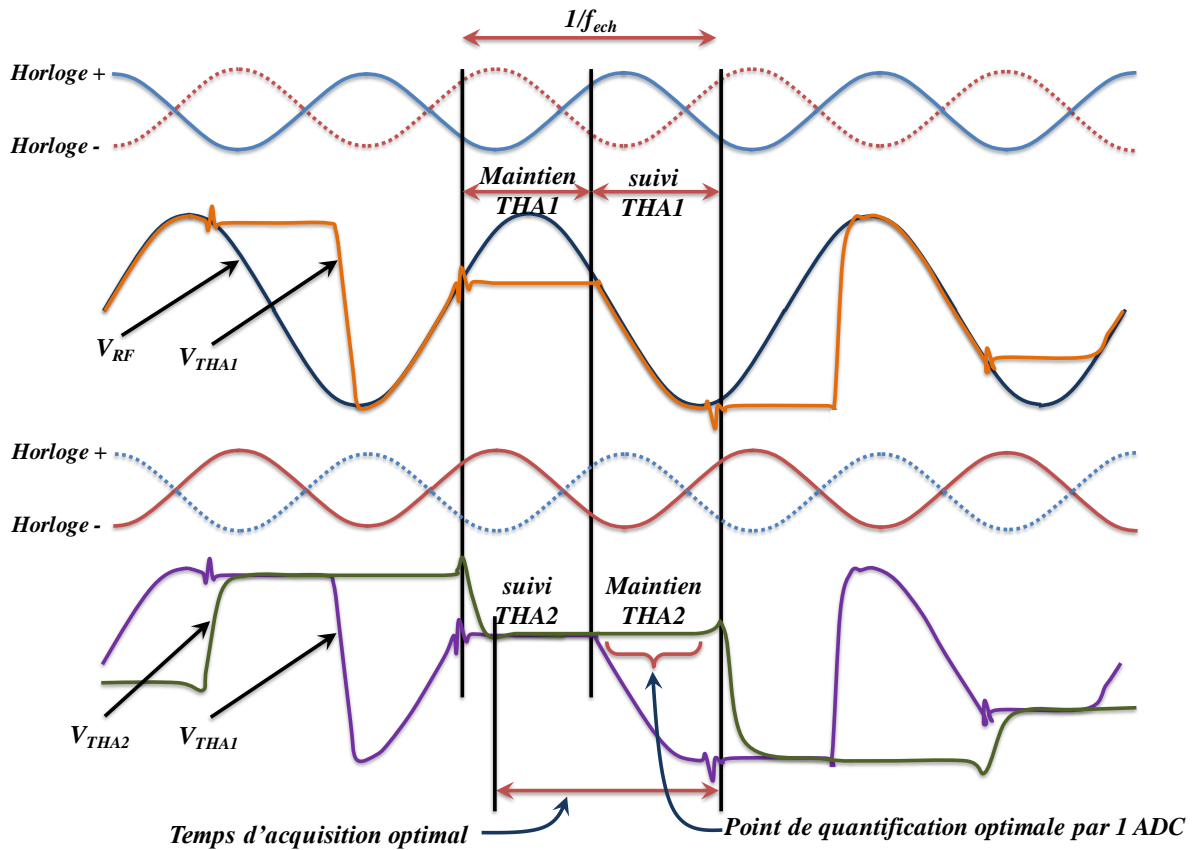 1/fech
Horloge +
Horloge -
Maintien
THA1
suivi
THA1
VRF
VTHA1
Horloge +
Horloge -
suivi
THA2
Maintien
THA2
VTHA2
VTHA1
Temps d'acquisition optimal
Point de quantification optimale par 1 ADC